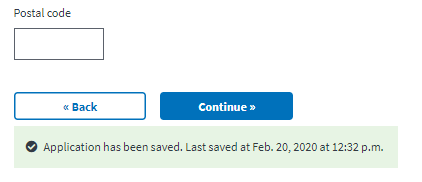 Postal code
« Back
Continue »
Application has been saved. Last saved at Feb. 20, 2020 at 12:32 p.m.